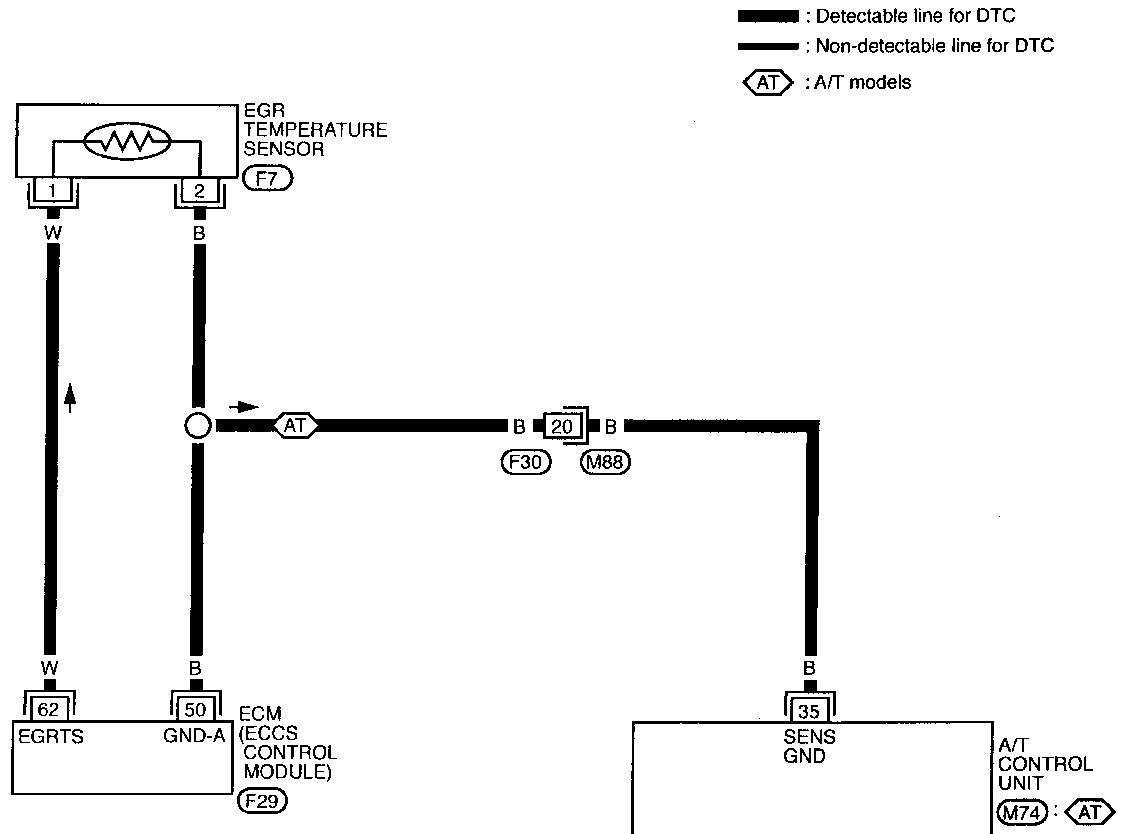 : Detectable line for DTC
: Non-detectable line for DTC
AT : A/T models
EGR
TEMPERATURE
SENSOR
F7
1 2
W B
AT B 20 B
F30 M88
W B B
62 50 35
EGRTS GND-A
ECM
(ECCS
CONTROL
MODULE)
F29
SENS
GND
A/T
CONTROL
UNIT
M74 : AT